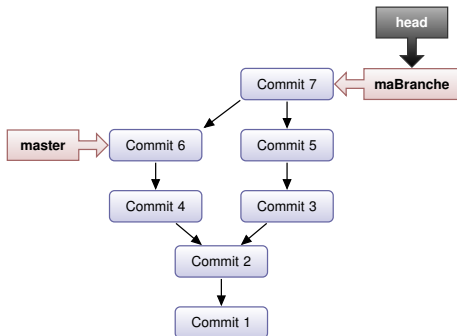 head
Commit 7
maBranche
master
Commit 6
Commit 5
Commit 4
Commit 3
Commit 2
Commit 1